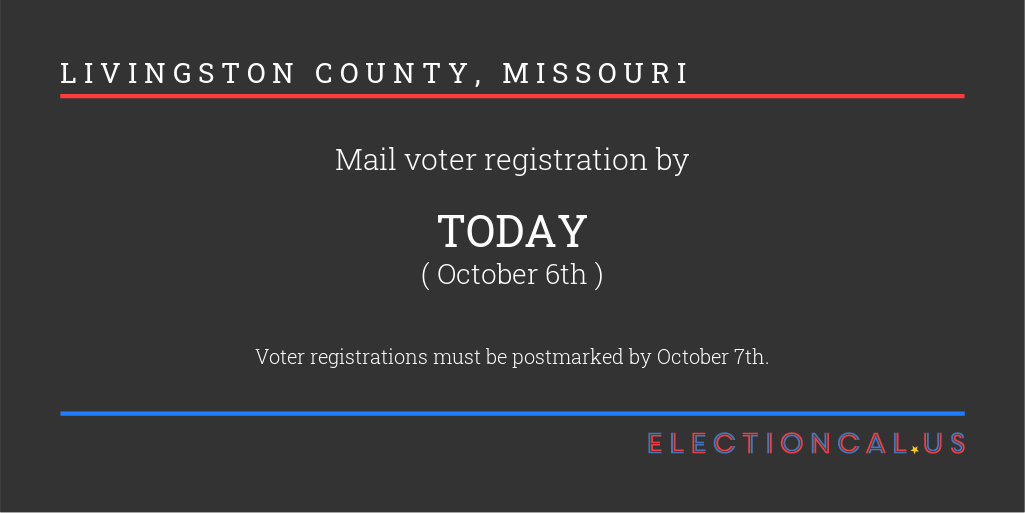 LIVINGSTON COUNTY, MISSOURI
Mail voter registration by
TODAY
( October 6th )
Voter registrations must be postmarked by October 7th.
ELECTIONCAL.US